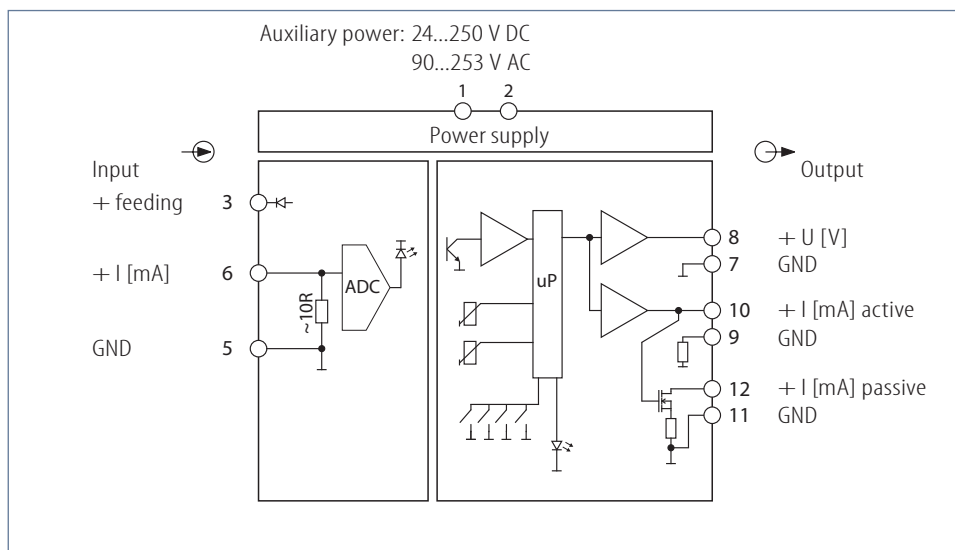 Auxiliary power: 24...250 V DC
90...253 V AC
1 2
Power supply
Input
Output
+ feeding 3
+ I [mA] 6
ADC
~10R
GND 5
uP
8 + U [V]
7 GND
10 + I [mA] active
9 GND
12 + I [mA] passive
11 GND